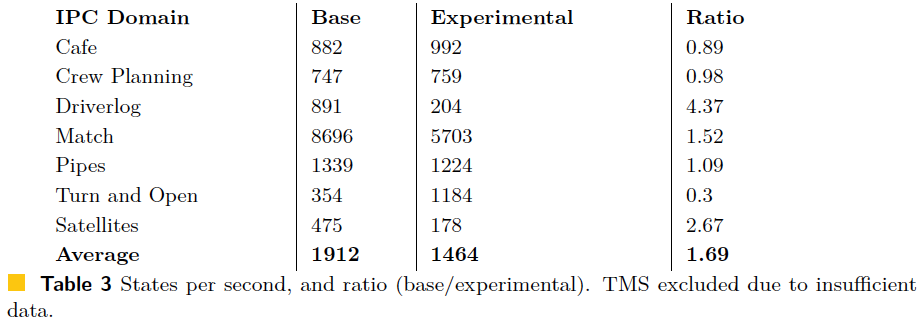 IPC Domain Base Experimental Ratio
Cafe 882 992 0.89
Crew Planning 747 759 0.98
Driverlog 891 204 4.37
Match 8696 5703 1.52
Pipes 1339 1224 1.09
Turn and Open 354 1184 0.3
Satellites 475 178 2.67
Average 1912 1464 1.69
Table 3 States per second, and ratio (base/experimental). TMS excluded due to insufficient
data.